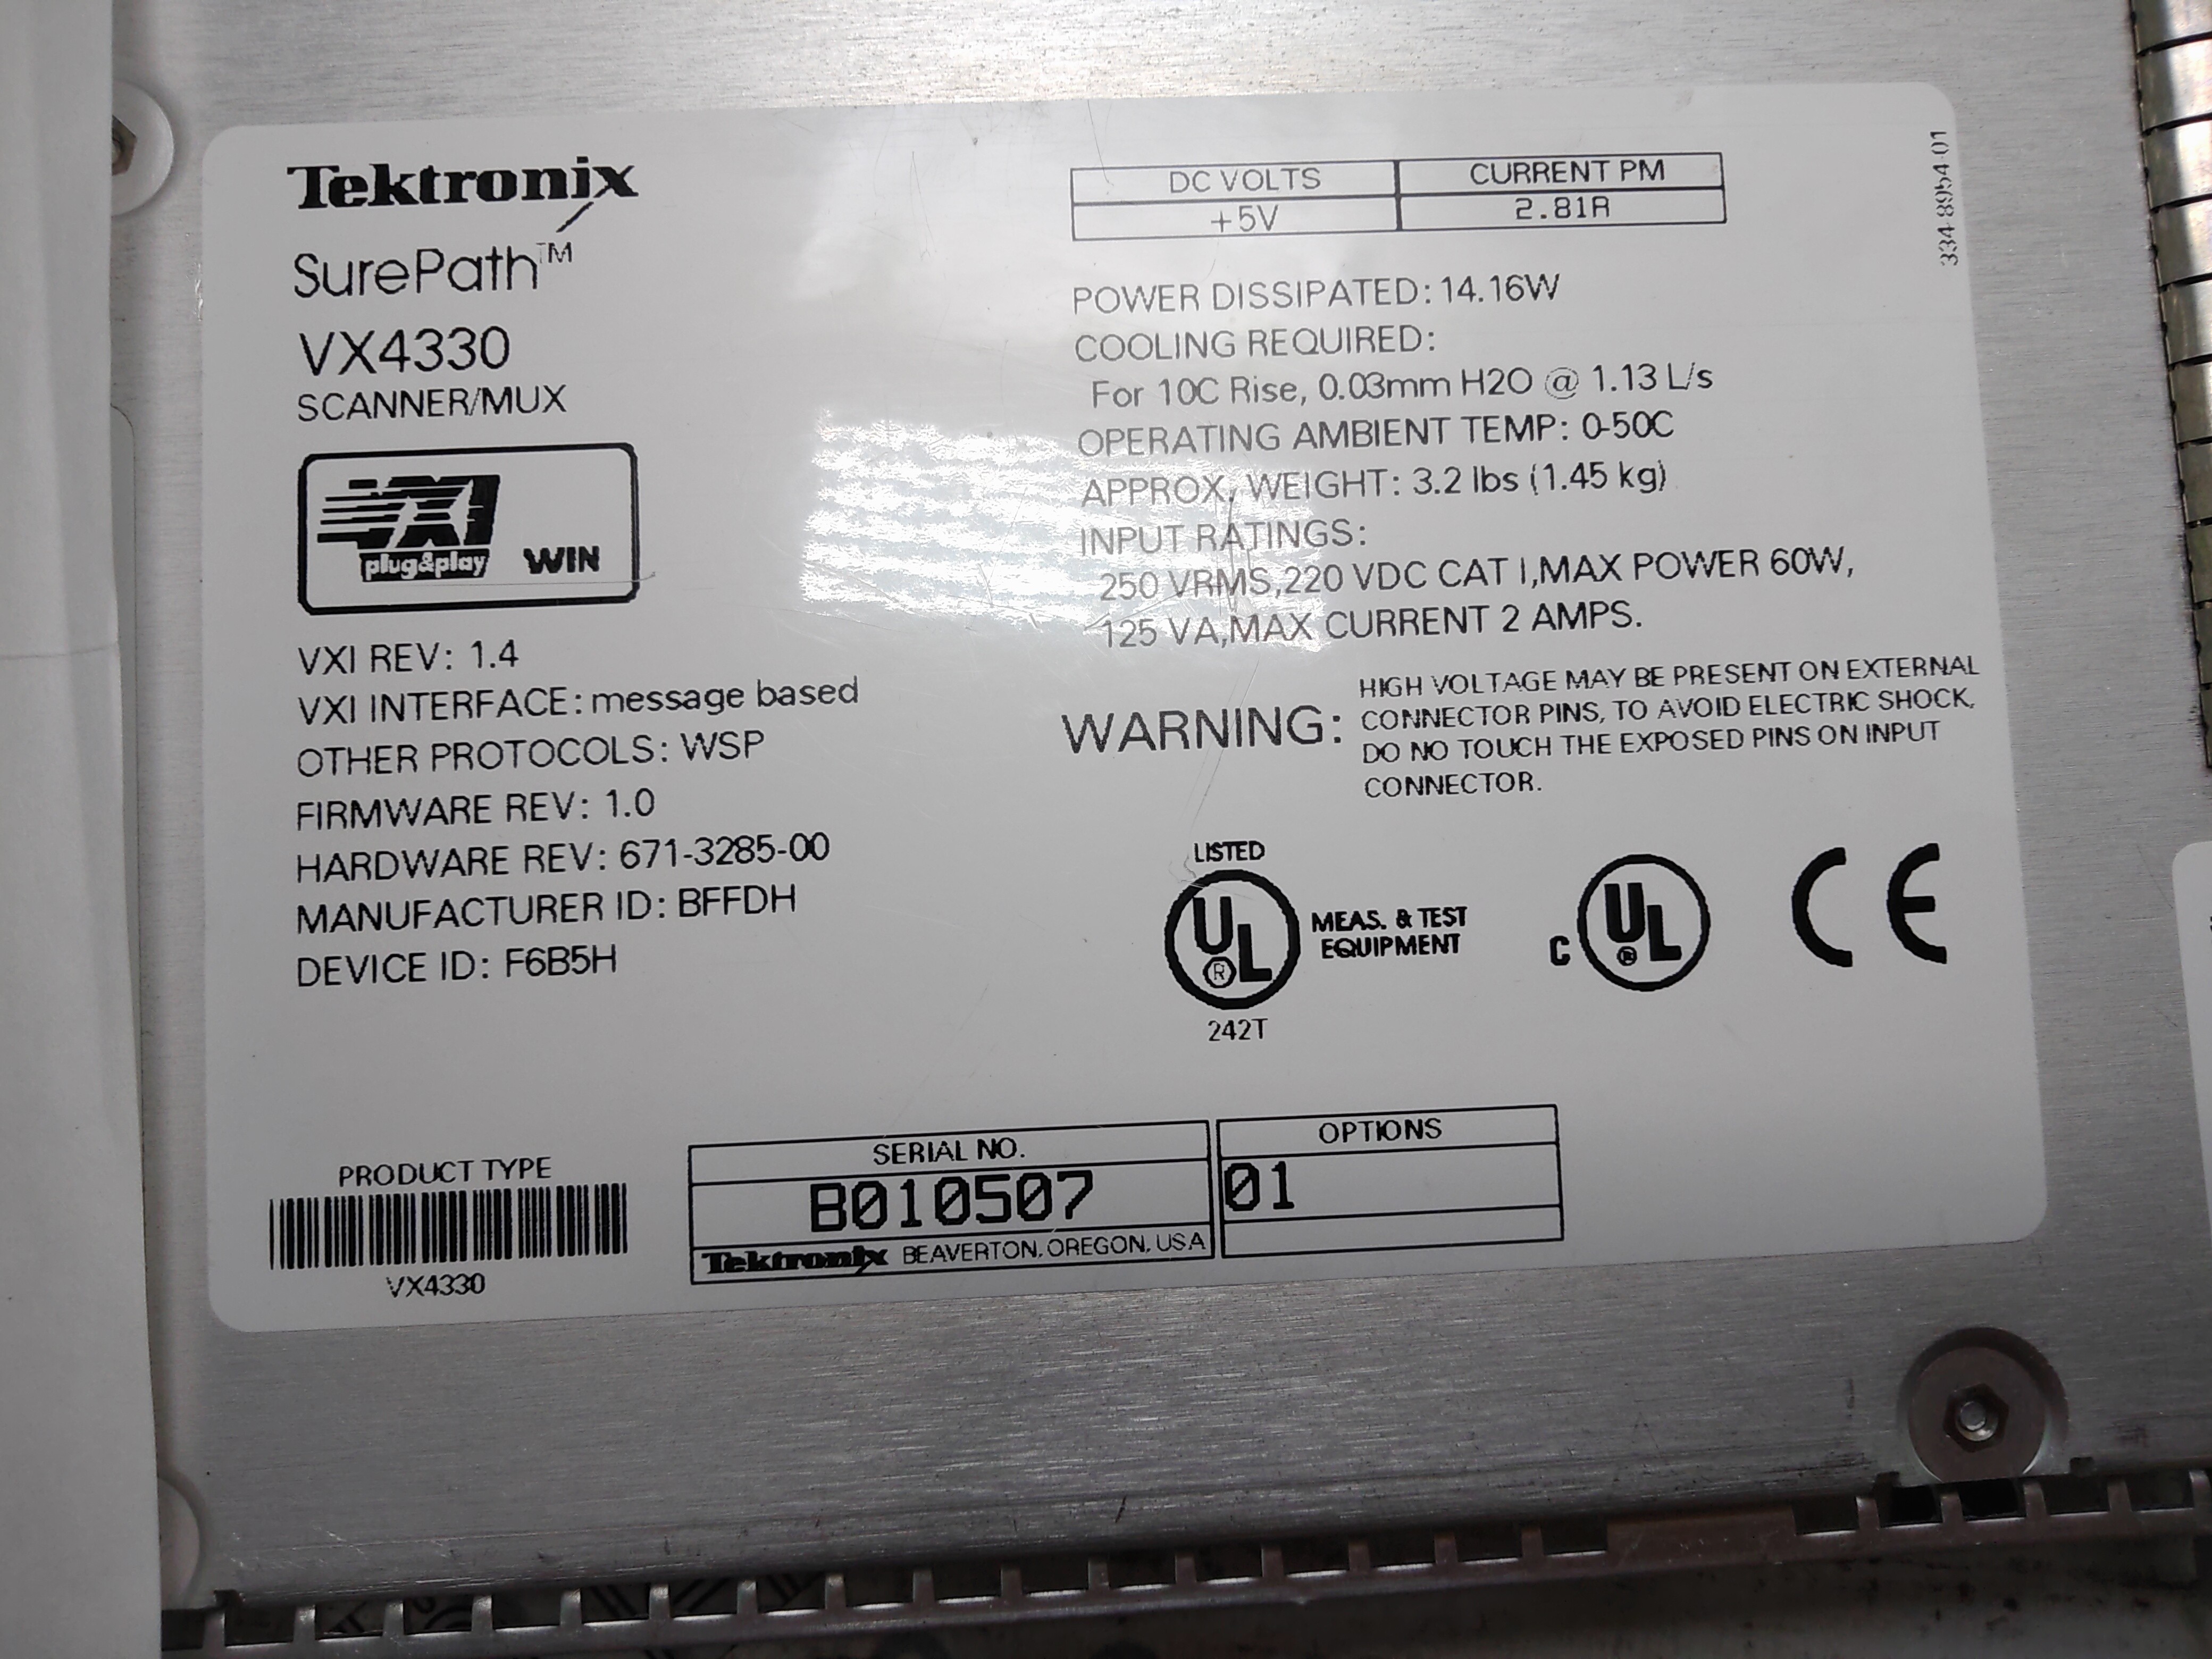 Tektronix
SurePath™
VX4330
SCANNER/MUX
VXI
plug&play WIN
VXI REV: 1.4
VXI INTERFACE: message based
OTHER PROTOCOLS: WSP
FIRMWARE REV: 1.0
HARDWARE REV: 671-3285-00
MANUFACTURER ID: BFFDH
DEVICE ID: F6B5H
DC VOLTS CURRENT PM
+5V 2.81A
334-8954-01
POWER DISSIPATED: 14.16W
COOLING REQUIRED:
For 10C Rise, 0.03mm H2O @ 1.13 L/s
OPERATING AMBIENT TEMP: 0-50C
APPROX. WEIGHT: 3.2 lbs (1.45 kg)
INPUT RATINGS:
250 VRMS,220 VDC CAT I,MAX POWER 60W,
125 VA,MAX CURRENT 2 AMPS.
WARNING: HIGH VOLTAGE MAY BE PRESENT ON EXTERNAL
CONNECTOR PINS, TO AVOID ELECTRIC SHOCK,
DO NO TOUCH THE EXPOSED PINS ON INPUT
CONNECTOR.
LISTED
UL ®
MEAS. & TEST
EQUIPMENT
242T
C UL ®
CE
PRODUCT TYPE
VX4330
SERIAL NO.
B010507
Tektronix BEAVERTON, OREGON, USA
OPTIONS
01